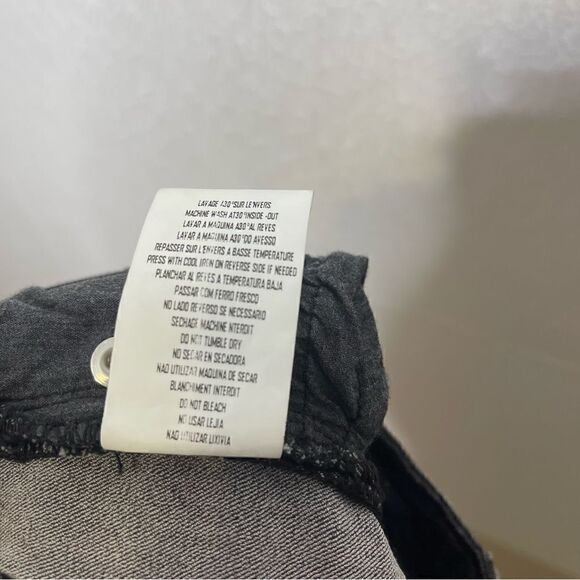 LAVAGE A30°SUR LE'NVERS
MACHINE WASH AT30°INSIDE -OUT
LAVAR A MAQUINA A30°AL REVES
LAVAR A MAQUINA A30°DO AVESSO
REPASSER SUR L'ENVERS A BASSE TEMPERATURE
PRESS WITH COOL IRON ON REVERSE SIDE IF NEEDED
PLANCHAR AL REVES A TEMPERATURA BAJA
PASSAR COM FERRO FRESCO
NO LADO REVERSO SE NECESSARIO
SECHAGE MACHINE INTERDIT
DO NOT TUMBLE DRY
NO SECAR EN SECADORA
NAO UTILIZAR MAQUINA DE SECAR
BLANCHIMENT INTERDIT
DO NOT BLEACH
NO USAR LEJIA
NAO UTILIZAR LIXIVIA